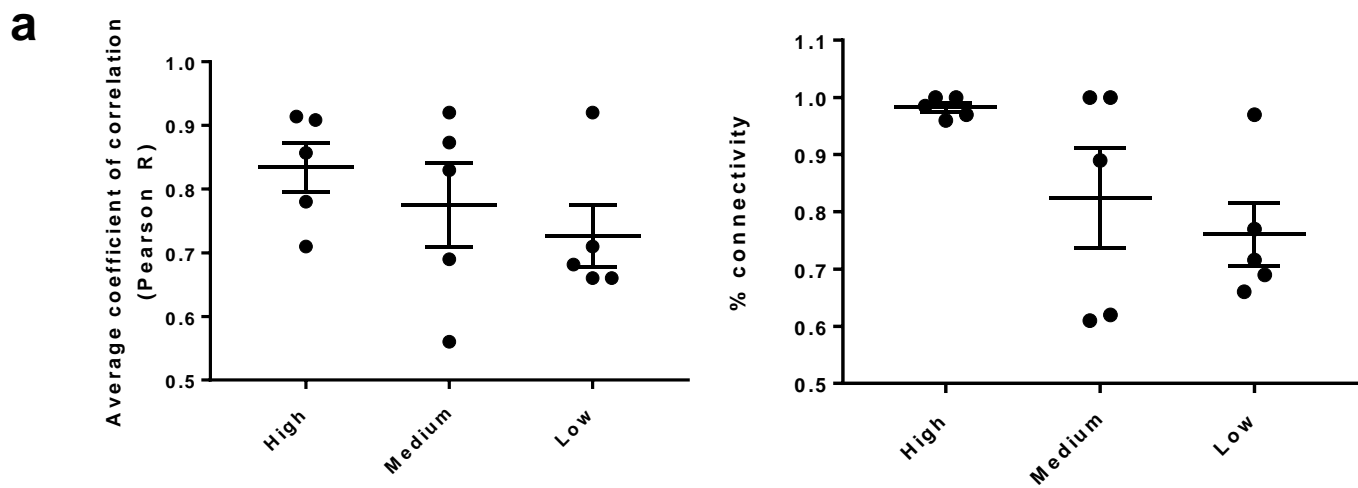 a
Average coefficient of correlation
(Pearson R)
1.0
0.9
0.8
0.7
0.6
0.5
High
Medium
Low
% connectivity
1.1
1.0
0.9
0.8
0.7
0.6
0.5
High
Medium
Low